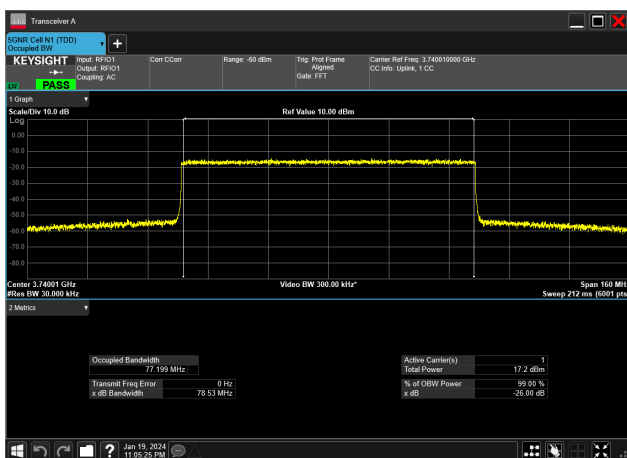 Transceiver A
5GNR Cell N1 (TDD)
Occupied BW
KEYSIGHT
Input: RFIO1
Output: RFIO1
Coupling: AC
Corr CCorr
Range: -60 dBm
Trig: Prot Frame
Aligned
Gate: FFT
Carrier Ref Freq: 3.740010000 GHz
CC Info: Uplink, 1 CC
PASS
1 Graph
Scale/Div 10.0 dB
Ref Value 10.00 dBm
Log
0.00
-10.0
-20.0
-30.0
-40.0
-50.0
-60.0
-70.0
-80.0
Center 3.74001 GHz
Video BW 300.00 kHz*
Span 160 MH
#Res BW 30.000 kHz
Sweep 212 ms (6001 pts
2 Metrics
Occupied Bandwidth
77.199 MHz
Active Carrier(s) 1
Total Power 17.2 dBm
Transmit Freq Error 0 Hz
x dB Bandwidth 78.53 MHz
% of OBW Power 99.00 %
x dB -26.00 dB
Jan 19, 2024
11:05:25 PM